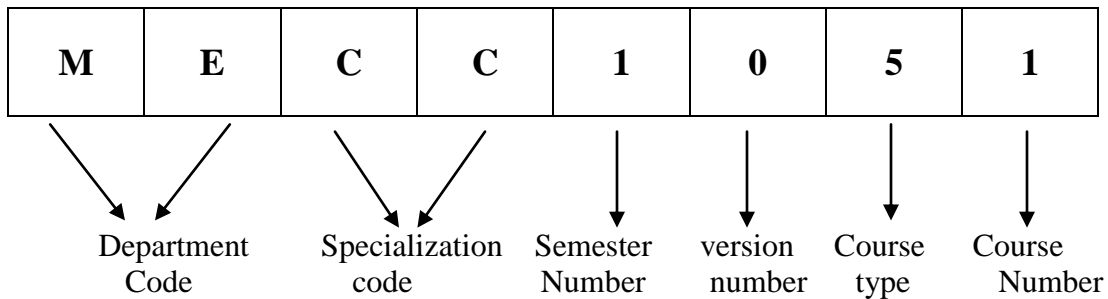 M E C C 1 0 5 1
Department Specialization Semester version Course Course
Code code Number number type Number